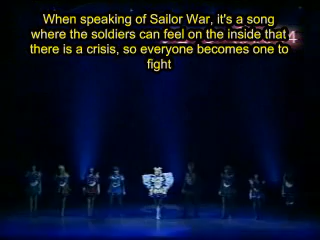 When speaking of Sailor War, it's a song
where the soldiers can feel on the inside that
there is a crisis, so everyone becomes one to
fight